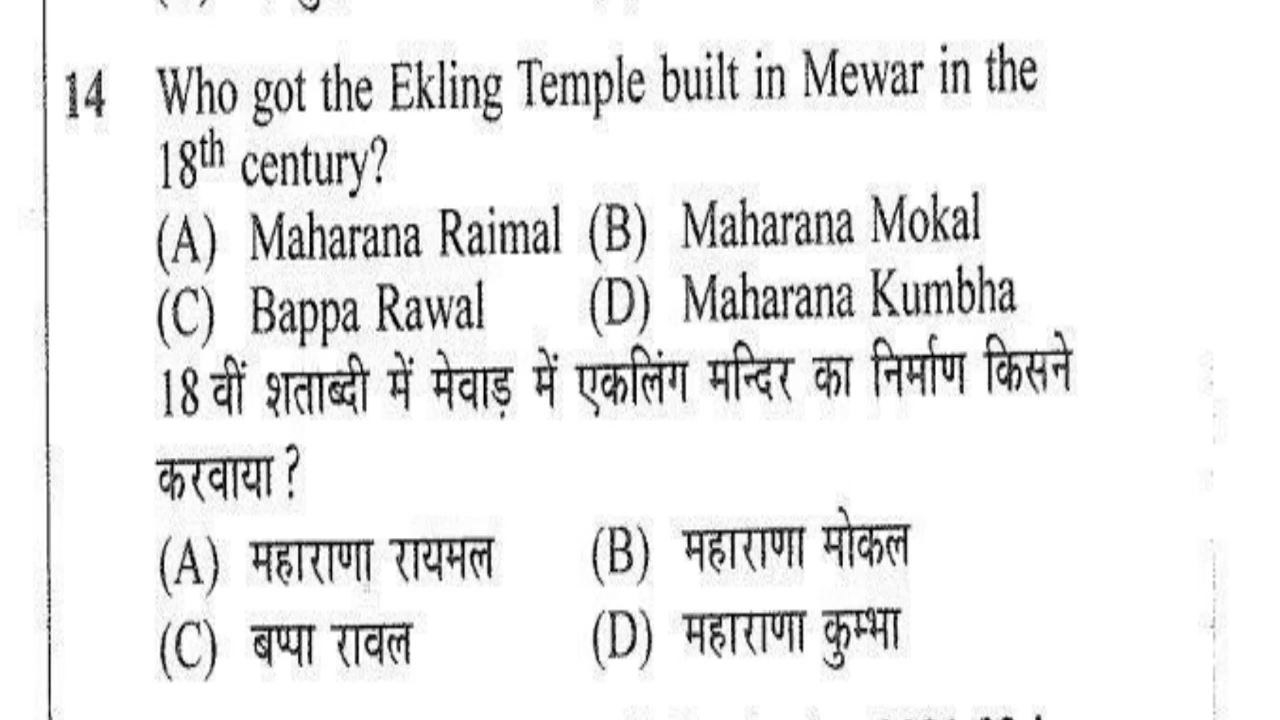 14 Who got the Ekling Temple built in Mewar in the
18th century?
(A) Maharana Raimal (B) Maharana Mokal
(C) Bappa Rawal (D) Maharana Kumbha
18 वीं शताब्दी में मेवाड़ में एकलिंग मन्दिर का निर्माण किसने
करवाया ?
(A) महाराणा रायमल (B) महाराणा मोकल
(C) बप्पा रावल (D) महाराणा कुम्भा